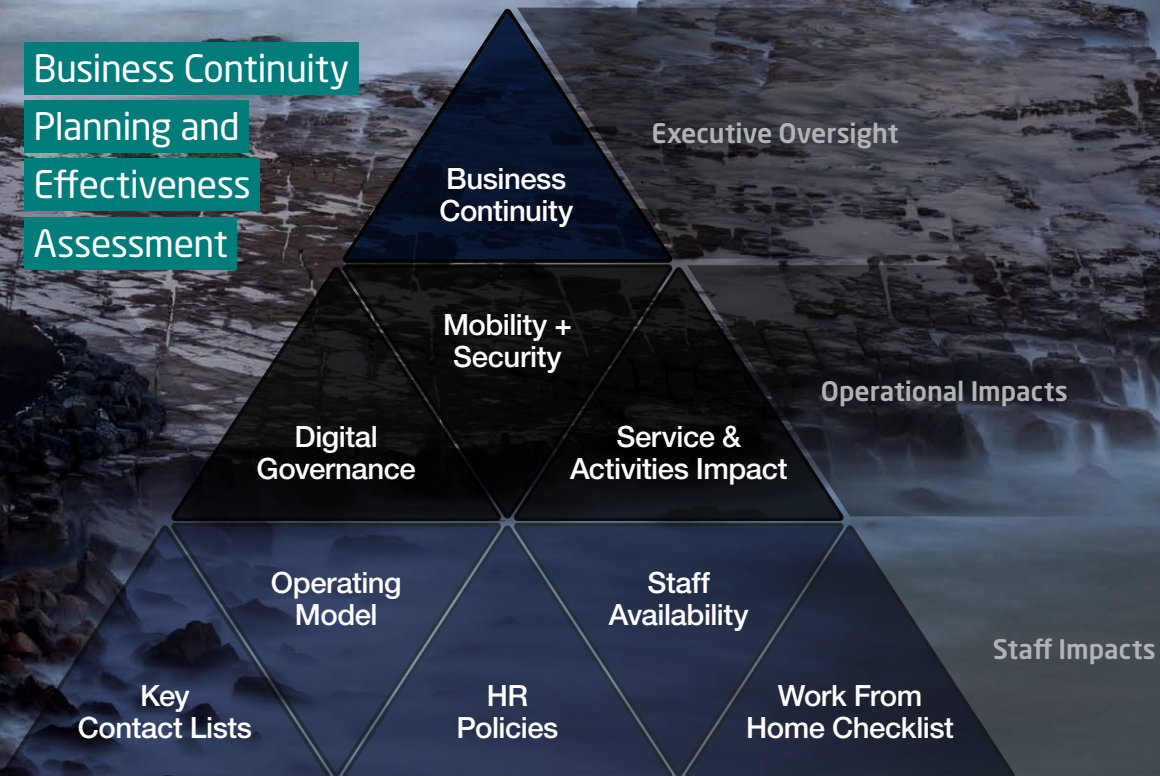 Business Continuity
Planning and
Effectiveness
Assessment
Executive Oversight
Business
Continuity
Mobility +
Security
Operational Impacts
Digital
Governance
Service &
Activities Impact
Operating
Model
Staff
Availability
Staff Impacts
Key
Contact Lists
HR
Policies
Work From
Home Checklist